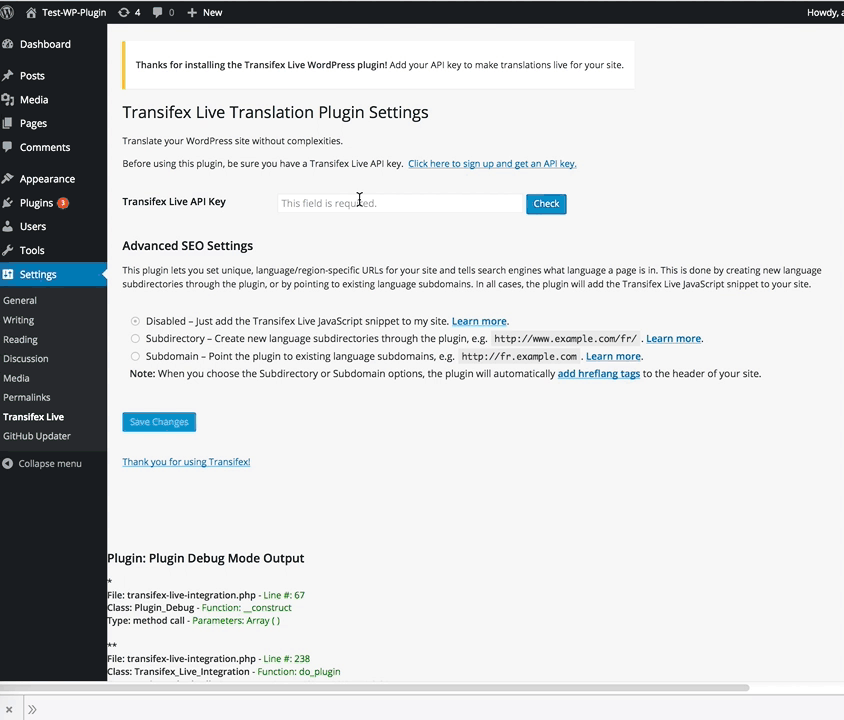 Test-WP-Plugin 4 0 New Howdy, a
Dashboard
Posts
Media
Pages
Comments
Appearance
Plugins 3
Users
Tools
Settings
General
Writing
Reading
Discussion
Media
Permalinks
Transifex Live
GitHub Updater
Collapse menu
Thanks for installing the Transifex Live WordPress plugin! Add your API key to make translations live for your site.
Transifex Live Translation Plugin Settings
Translate your WordPress site without complexities.
Before using this plugin, be sure you have a Transifex Live API key. Click here to sign up and get an API key.
Transifex Live API Key This field is required. Check
Advanced SEO Settings
This plugin lets you set unique, language/region-specific URLs for your site and tells search engines what language a page is in. This is done by creating new language
subdirectories through the plugin, or by pointing to existing language subdomains. In all cases, the plugin will add the Transifex Live JavaScript snippet to your site.
Disabled – Just add the Transifex Live JavaScript snippet to my site. Learn more.
Subdirectory – Create new language subdirectories through the plugin, e.g. http://www.example.com/fr/ . Learn more.
Subdomain – Point the plugin to existing language subdomains, e.g. http://fr.example.com . Learn more.
Note: When you choose the Subdirectory or Subdomain options, the plugin will automatically add hreflang tags to the header of your site.
Save Changes
Thank you for using Transifex!
Plugin: Plugin Debug Mode Output
*
File: transifex-live-integration.php - Line #: 67
Class: Plugin_Debug - Function: __construct
Type: method call - Parameters: Array ( )
**
File: transifex-live-integration.php - Line #: 238
Class: Transifex_Live_Integration - Function: do_plugin